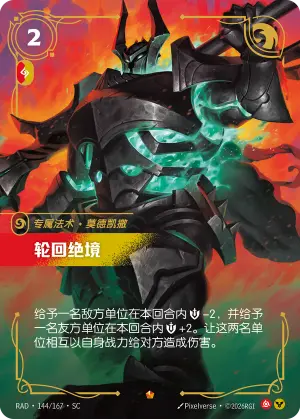 2
专属法术·莫德凯撒
轮回绝境
给予一名敌方单位在本回合内-2，并给予
一名友方单位在本回合内+2。让这两名单
位相互以自身战力给对方造成伤害。
RAD • 144/167 • SC
Pixelverse • ©2026RGI